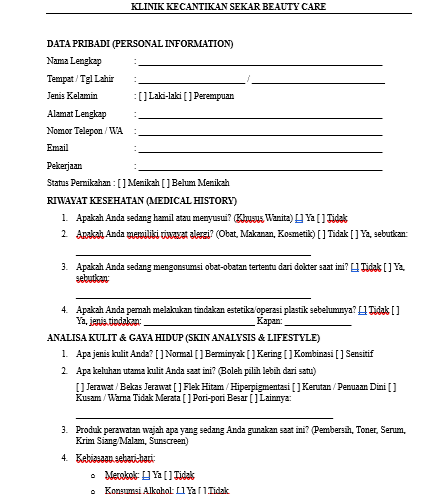 KLINIK KECANTIKAN SEKAR BEAUTY CARE
DATA PRIBADI (PERSONAL INFORMATION)
Nama Lengkap : ____________________
Tempat / Tgl Lahir : ____________________ / ____________________
Jenis Kelamin : [ ] Laki-laki [ ] Perempuan
Alamat Lengkap : ____________________
Nomor Telepon / WA : ____________________
Email : ____________________
Pekerjaan : ____________________
Status Pernikahan : [ ] Menikah [ ] Belum Menikah
RIWAYAT KESEHATAN (MEDICAL HISTORY)
1. Apakah Anda sedang hamil atau menyusui? (Khusus Wanita) [ ] Ya [ ] Tidak
2. Apakah Anda memiliki riwayat alergi? (Obat, Makanan, Kosmetik) [ ] Tidak [ ] Ya, sebutkan:
____________________
3. Apakah Anda sedang mengonsumsi obat-obatan tertentu dari dokter saat ini? [ ] Tidak [ ] Ya,
sebutkan:
____________________
4. Apakah Anda pernah melakukan tindakan estetika/operasi plastik sebelumnya? [ ] Tidak [ ]
Ya, jenis tindakan: ____________________ Kapan: ____________________
ANALISA KULIT & GAYA HIDUP (SKIN ANALYSIS & LIFESTYLE)
1. Apa jenis kulit Anda? [ ] Normal [ ] Berminyak [ ] Kering [ ] Kombinasi [ ] Sensitif
2. Apa keluhan utama kulit Anda saat ini? (Boleh pilih lebih dari satu)
[ ] Jerawat / Bekas Jerawat [ ] Flek Hitam / Hiperpigmentasi [ ] Kerutan / Penuaan Dini [ ]
Kusam / Warna Tidak Merata [ ] Pori-pori Besar [ ] Lainnya:
____________________
3. Produk perawatan wajah apa yang sedang Anda gunakan saat ini? (Pembersih, Toner, Serum,
Krim Siang/Malam, Sunscreen)
4. Kebiasaan sehari-hari:
o Merokok: [ ] Ya [ ] Tidak
o Konsumsi Alkohol: [ ] Ya [ ] Tidak